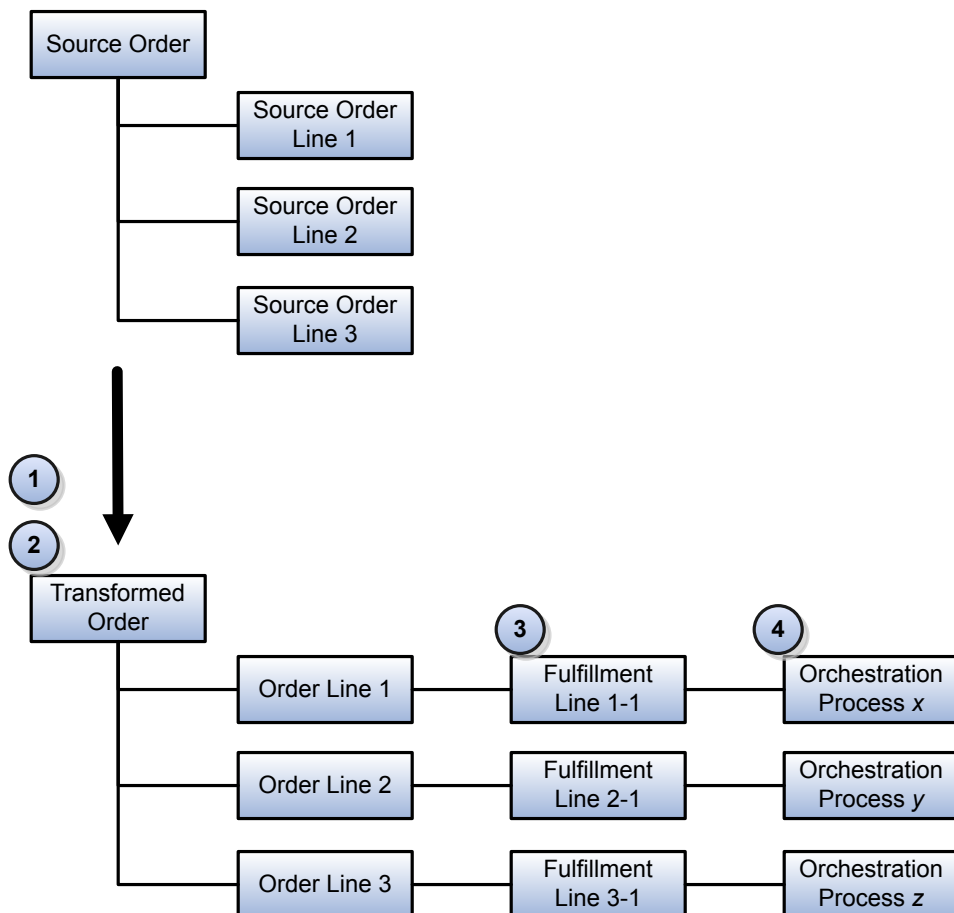 Source Order
Source Order
Line 1
Source Order
Line 2
Source Order
Line 3
1
2
Transformed
Order
3
4
Order Line 1
Fulfillment
Line 1-1
Orchestration
Process x
Order Line 2
Fulfillment
Line 2-1
Orchestration
Process y
Order Line 3
Fulfillment
Line 3-1
Orchestration
Process z